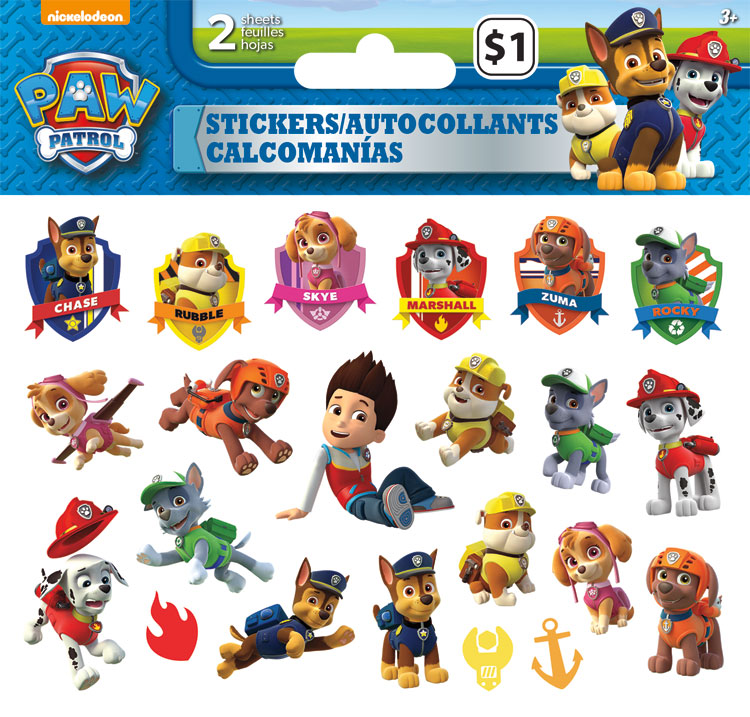 nickelodeon
2 sheets
feuilles
hojas
$1
3+
PAW
PATROL
STICKERS/AUTOCOLLANTS
CALCOMANÍAS
CHASE
RUBBLE
SKYE
MARSHALL
ZUMA
ROCKY